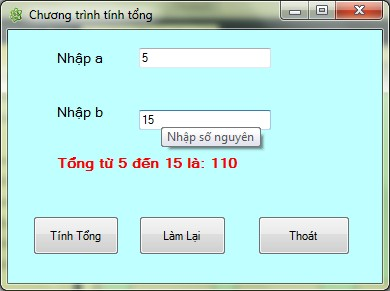 Chương trình tính tổng
Nhập a
5
Nhập b
15
Nhập số nguyên
Tổng từ 5 đến 15 là: 110
Tính Tổng
Làm Lại
Thoát